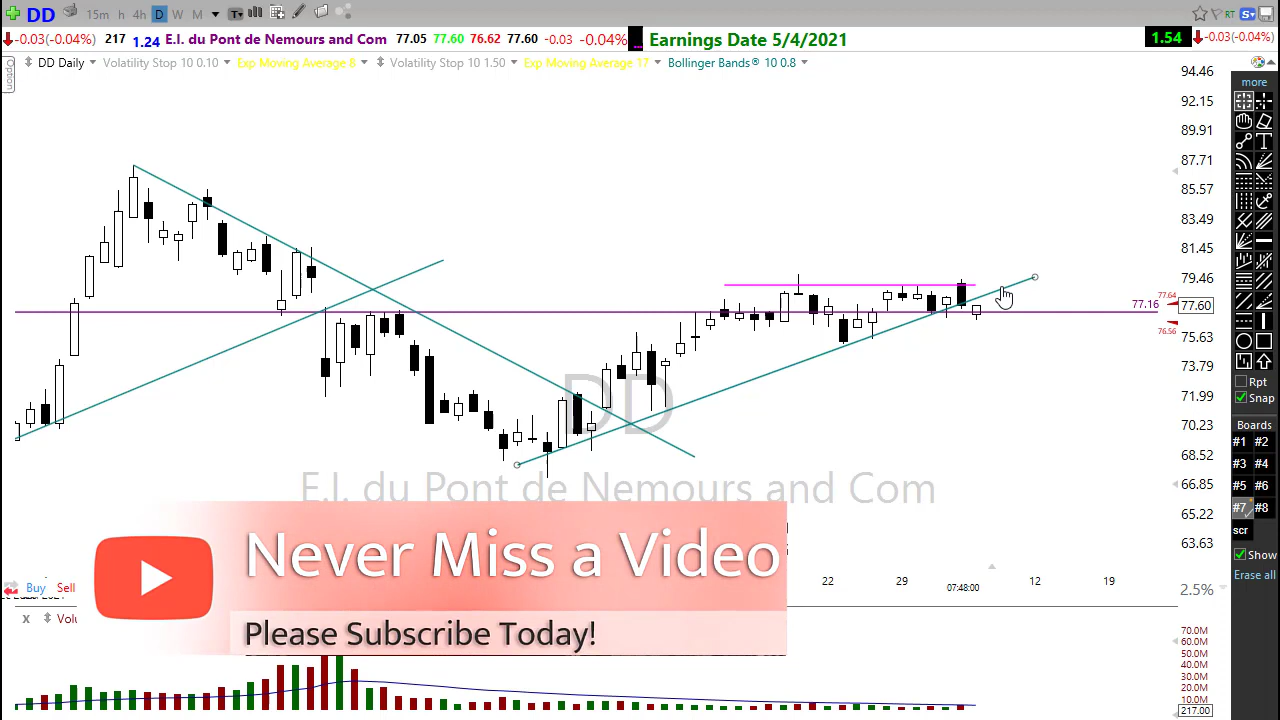 DD 15m h 4h D W M T RT S
-0.03(-0.04%) 217 1.24 E.I. du Pont de Nemours and Com 77.05 77.60 76.62 77.60 -0.03 -0.04% Earnings Date 5/4/2021 1.54 -0.03(-0.04%)
Option
DD Daily Volatility Stop 10 0.10 Exp Moving Average 8 Volatility Stop 10 1.50 Exp Moving Average 17 Bollinger Bands® 10 0.8
94.46
92.15
89.91
87.71
85.57
83.49
81.45
79.46
77.16 77.64
77.60
76.56
75.63
73.79
71.99
70.23
68.52
66.85
65.22
63.63
DD
E.I. du Pont de Nemours and Com
more
T
Rpt
Snap
Boards
#1 #2
#3 #4
#5 #6
#7 #8
scr
Show
Erase all
Never Miss a Video
Please Subscribe Today!
22 29 07:48:00 12 19
2.5%
Buy Sell
x Volu
70.0M
60.0M
50.0M
40.0M
30.0M
20.0M
10.0M
217.00